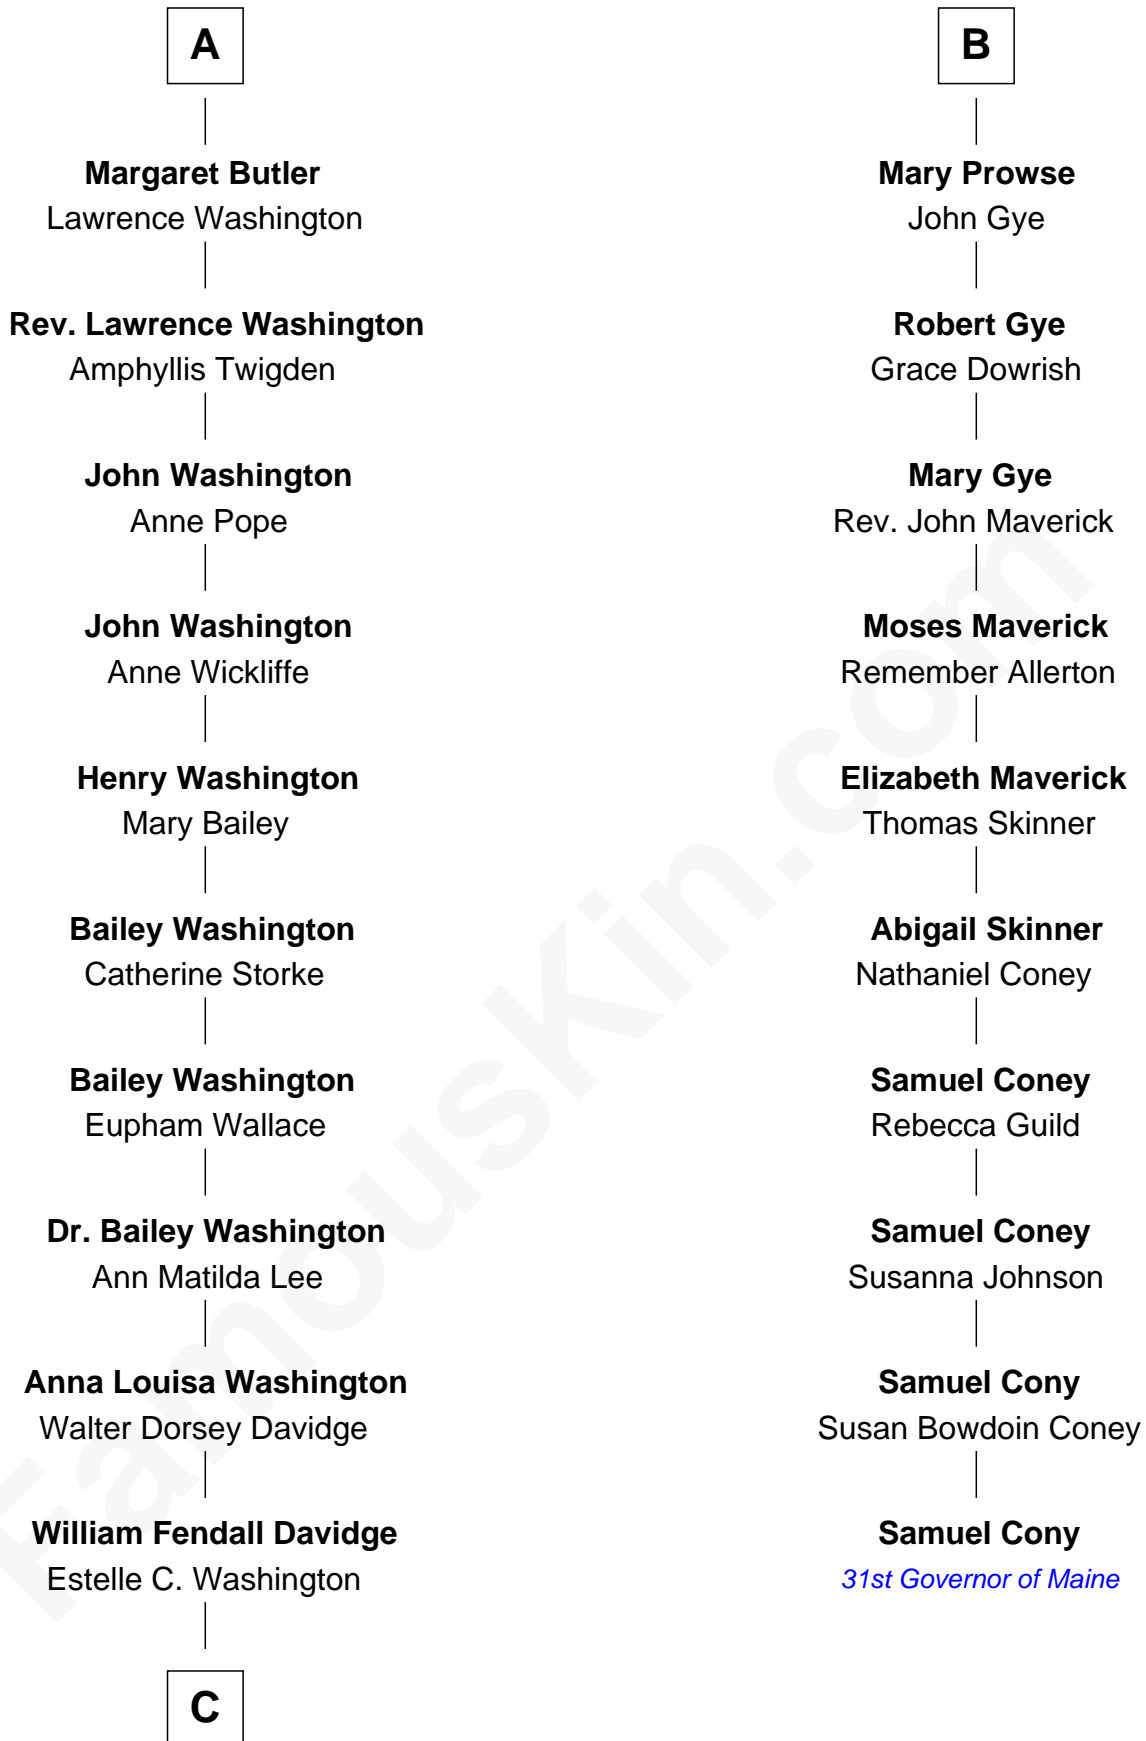 A
Margaret Butler
Lawrence Washington
Rev. Lawrence Washington
Amphyllis Twigden
John Washington
Anne Pope
John Washington
Anne Wickliffe
Henry Washington
Mary Bailey
Bailey Washington
Catherine Storke
Bailey Washington
Eupham Wallace
Dr. Bailey Washington
Ann Matilda Lee
Anna Louisa Washington
Walter Dorsey Davidge
William Fendall Davidge
Estelle C. Washington
C
B
Mary Prowse
John Gye
Robert Gye
Grace Dowrish
Mary Gye
Rev. John Maverick
Moses Maverick
Remember Allerton
Elizabeth Maverick
Thomas Skinner
Abigail Skinner
Nathaniel Coney
Samuel Coney
Rebecca Guild
Samuel Coney
Susanna Johnson
Samuel Cony
Susan Bowdoin Coney
Samuel Cony
31st Governor of Maine
FamousKin.com